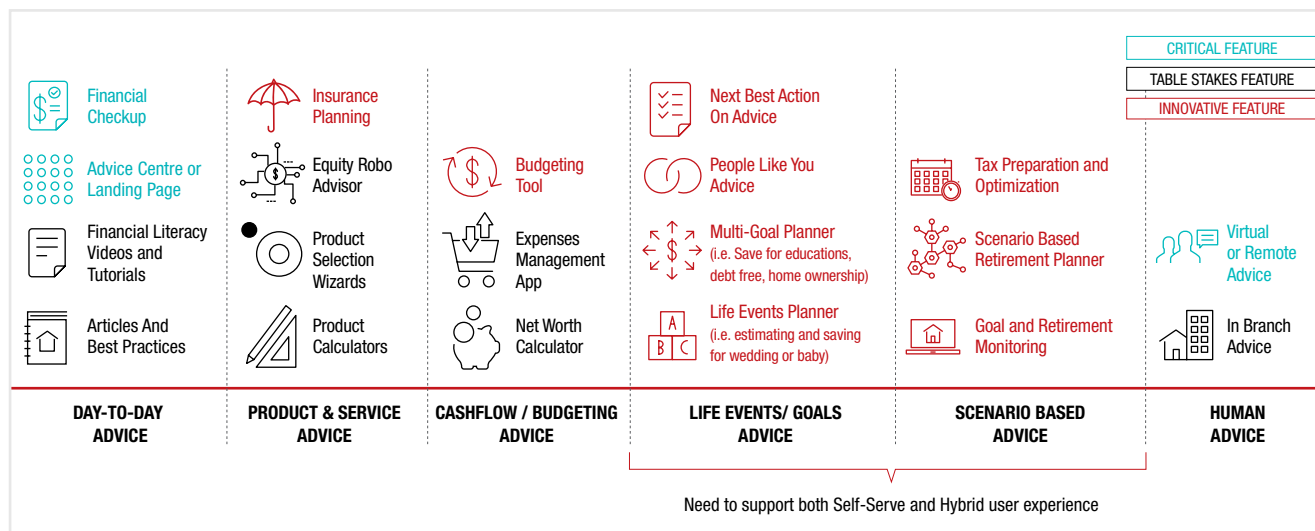 CRITICAL FEATURE
TABLE STAKES FEATURE
INNOVATIVE FEATURE
Financial
Checkup
Advice Centre or
Landing Page
Financial Literacy
Videos and
Tutorials
Articles And
Best Practices
DAY-TO-DAY
ADVICE
Insurance
Planning
Equity Robo
Advisor
Product
Selection
Wizards
Product
Calculators
PRODUCT & SERVICE
ADVICE
Budgeting
Tool
Expenses
Management
App
Net Worth
Calculator
CASHFLOW / BUDGETING
ADVICE
Next Best Action
On Advice
People Like You
Advice
Multi-Goal Planner
(i.e. Save for educations,
debt free, home ownership)
Life Events Planner
(i.e. estimating and saving
for wedding or baby)
A
B C
LIFE EVENTS/ GOALS
ADVICE
Tax Preparation and
Optimization
Scenario Based
Retirement Planner
Goal and Retirement
Monitoring
SCENARIO BASED
ADVICE
Virtual
or Remote
Advice
In Branch
Advice
HUMAN
ADVICE
Need to support both Self-Serve and Hybrid user experience